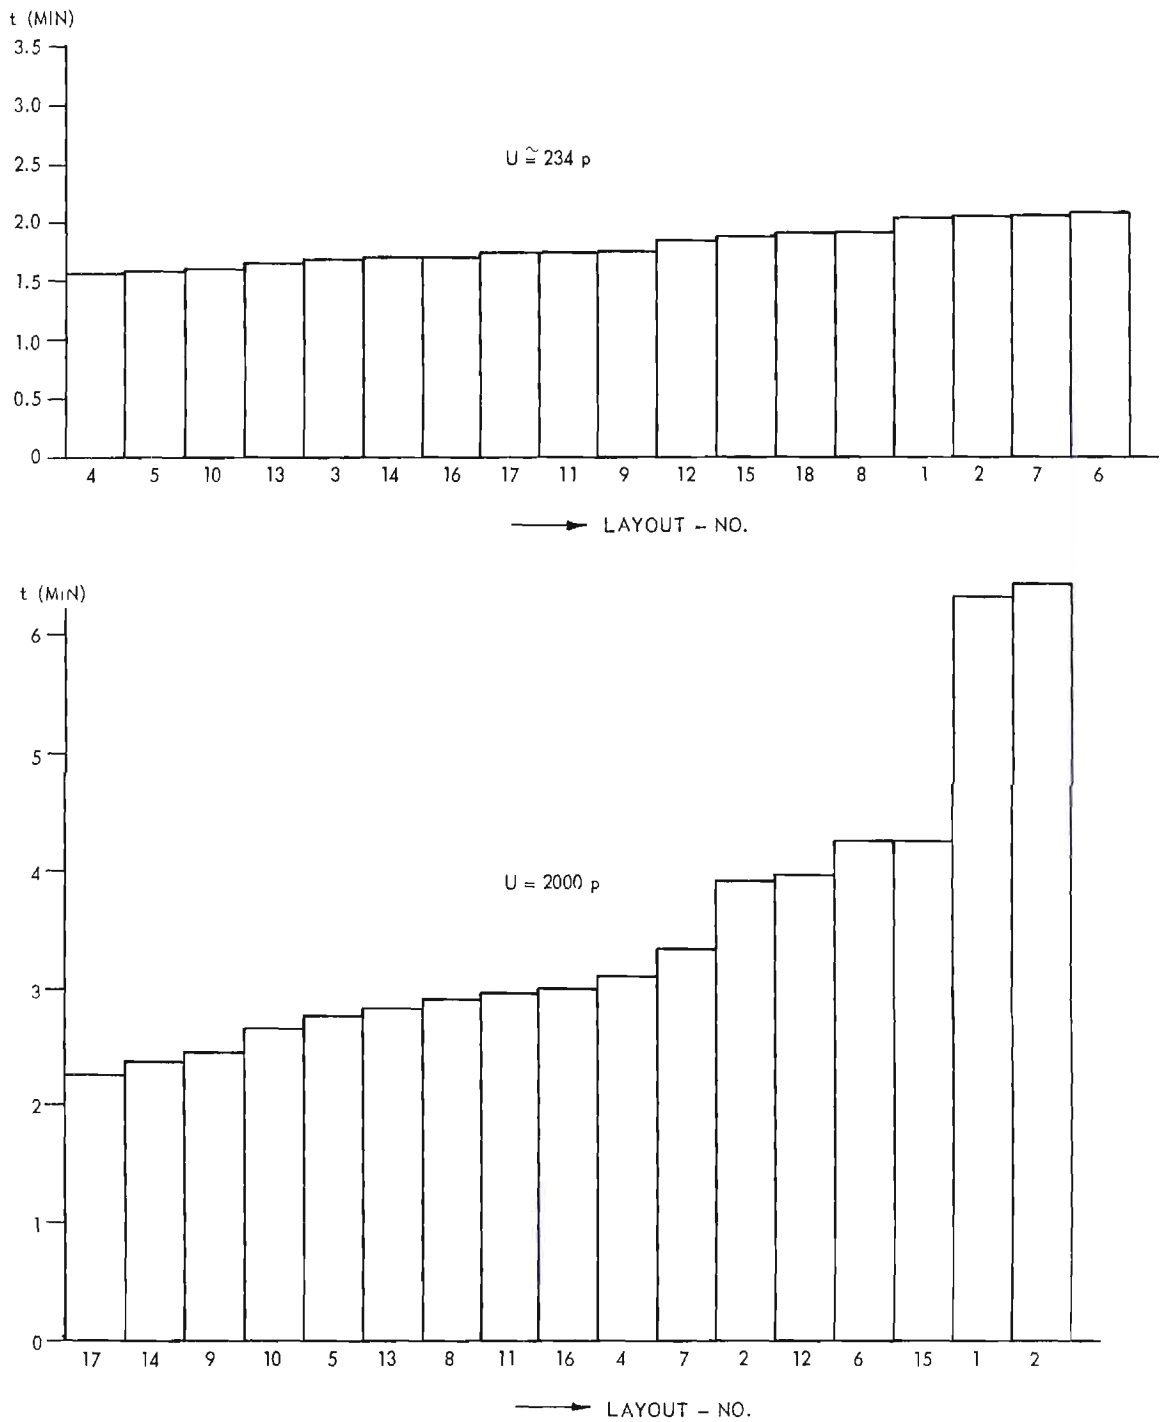 t (MIN)
3.5
3.0
2.5
2.0
1.5
1.0
0.5
0
U ≅ 234 p
4 5 10 13 3 14 16 17 11 9 12 15 18 8 1 2 7 6
LAYOUT – NO.
t (MIN)
6
5
4
3
2
1
0
U = 2000 p
17 14 9 10 5 13 8 11 16 4 7 2 12 6 15 1 2
LAYOUT – NO.